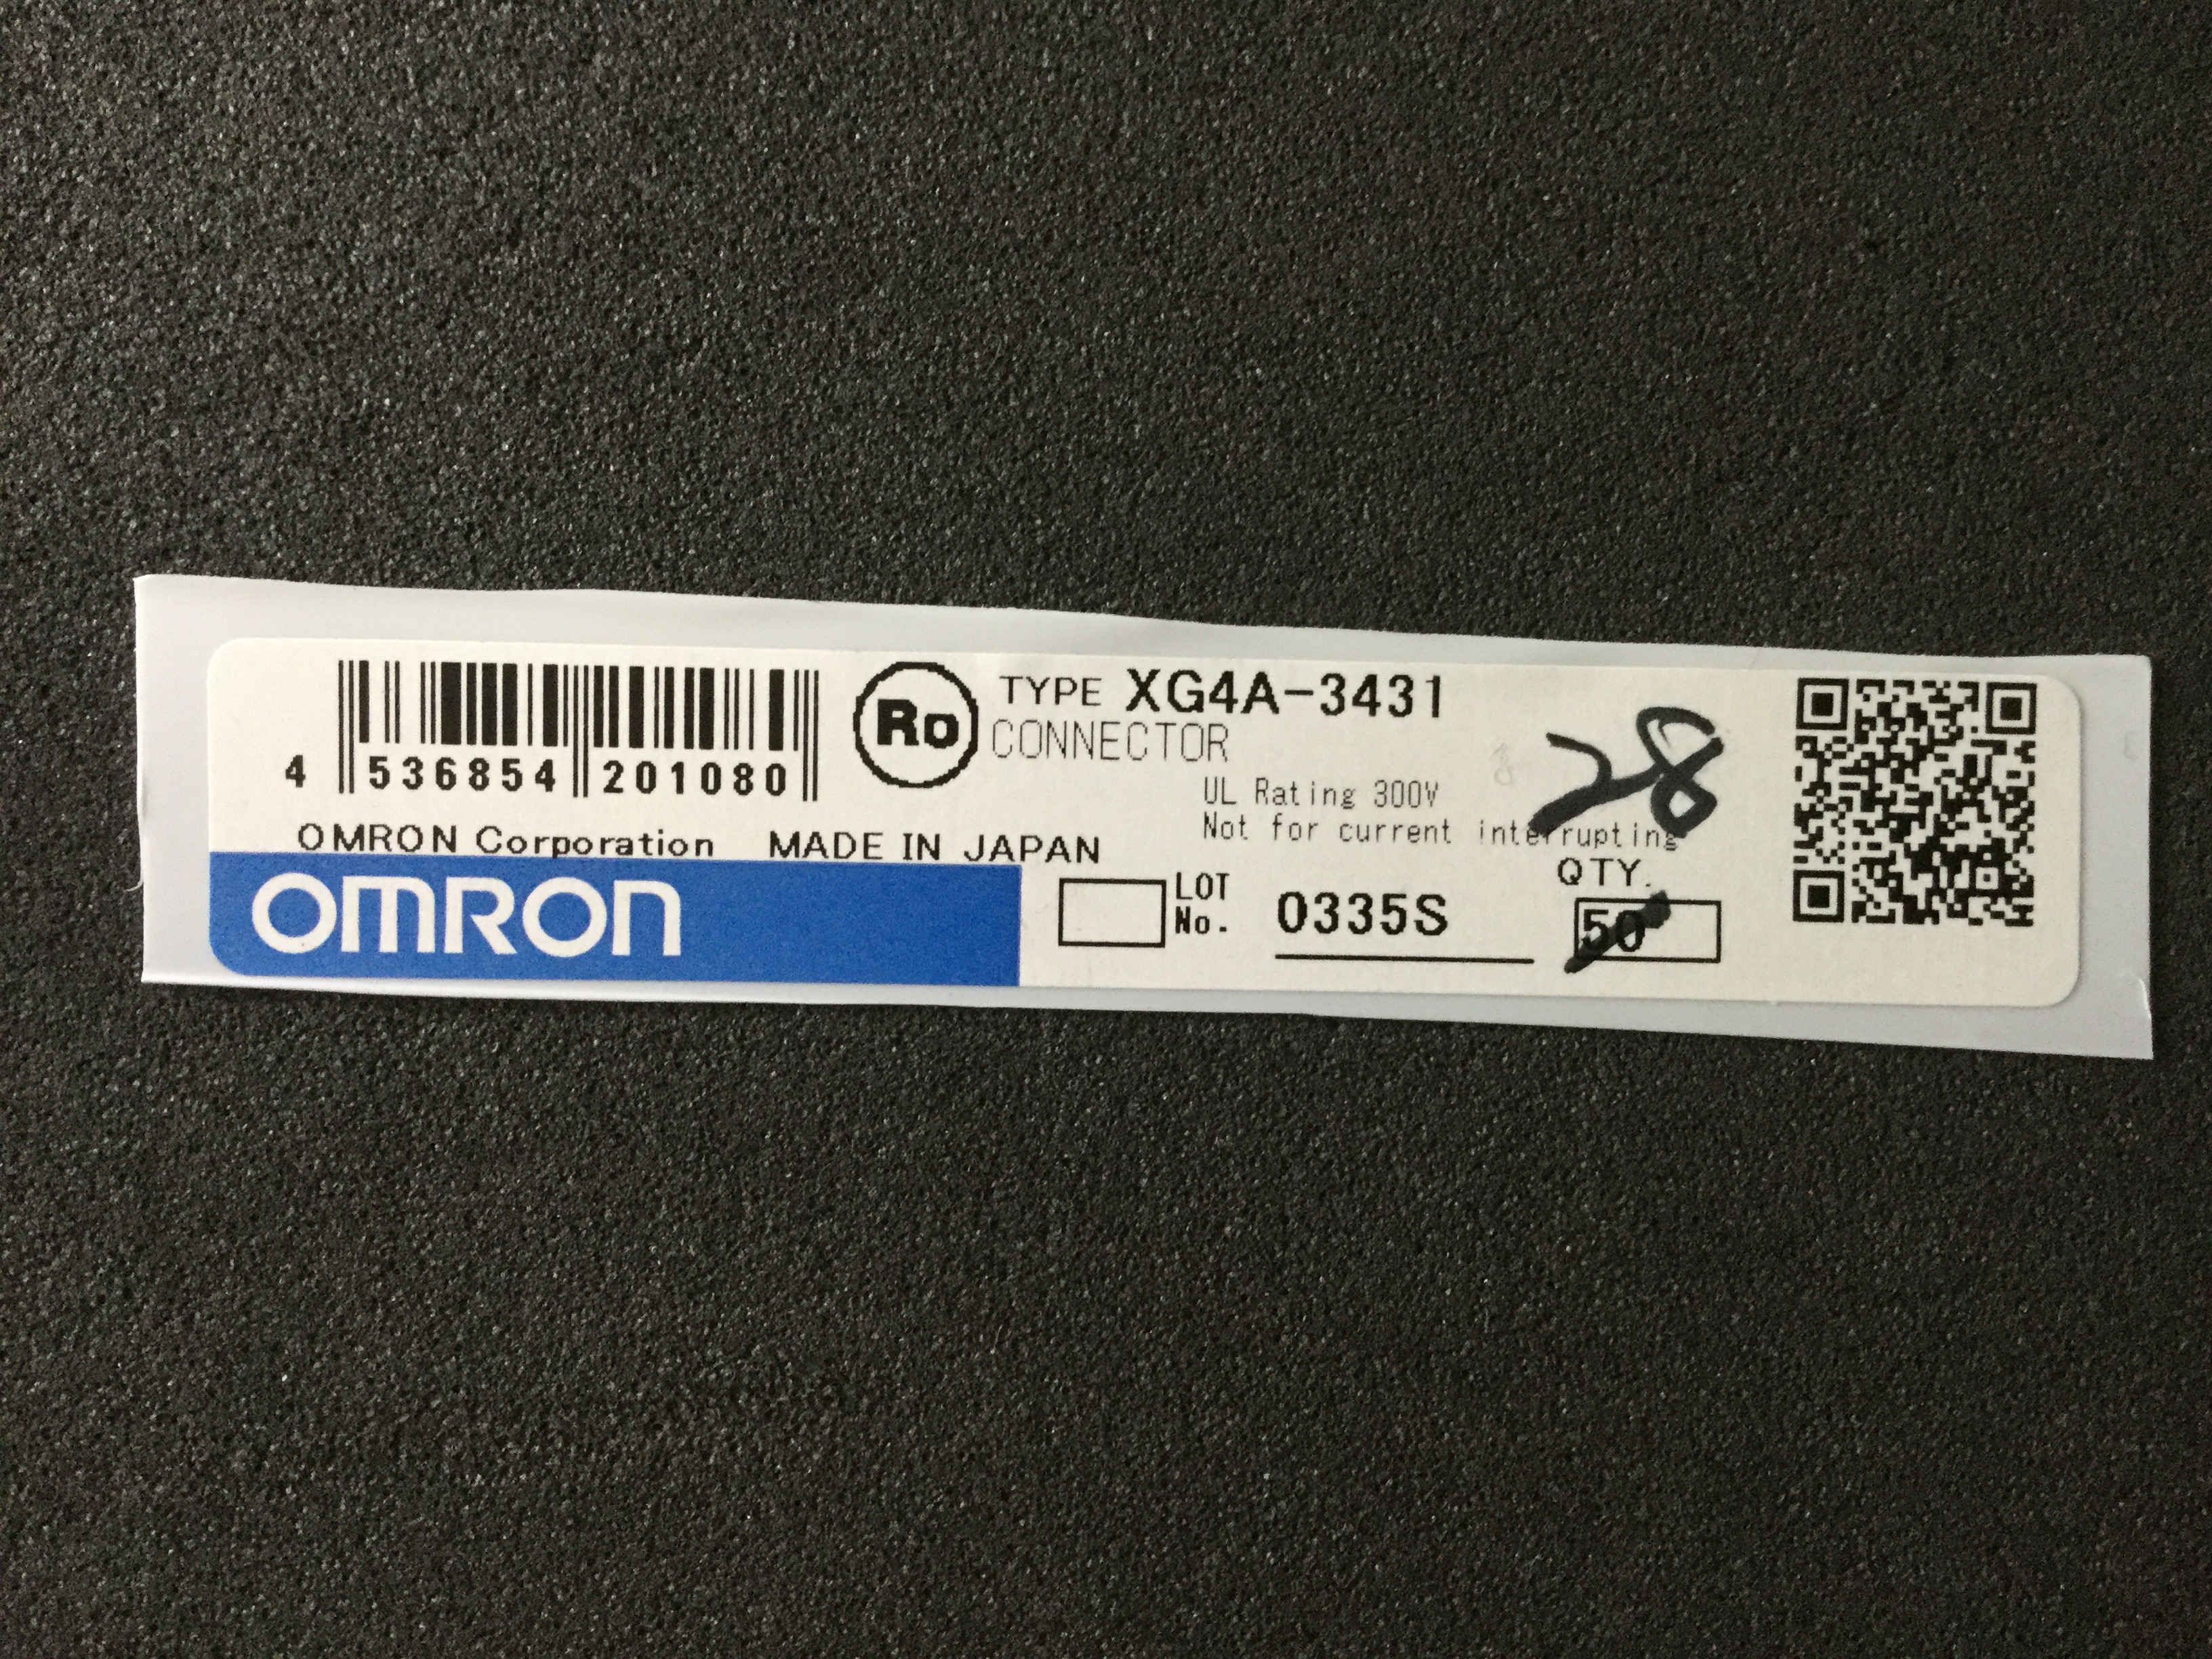 4 536854 201080
Ro
TYPE XG4A-3431
CONNECTOR
28
UL Rating 300V
Not for current interrupting
OMRON Corporation MADE IN JAPAN
OMRON
LOT No. 0335S
QTY.
50